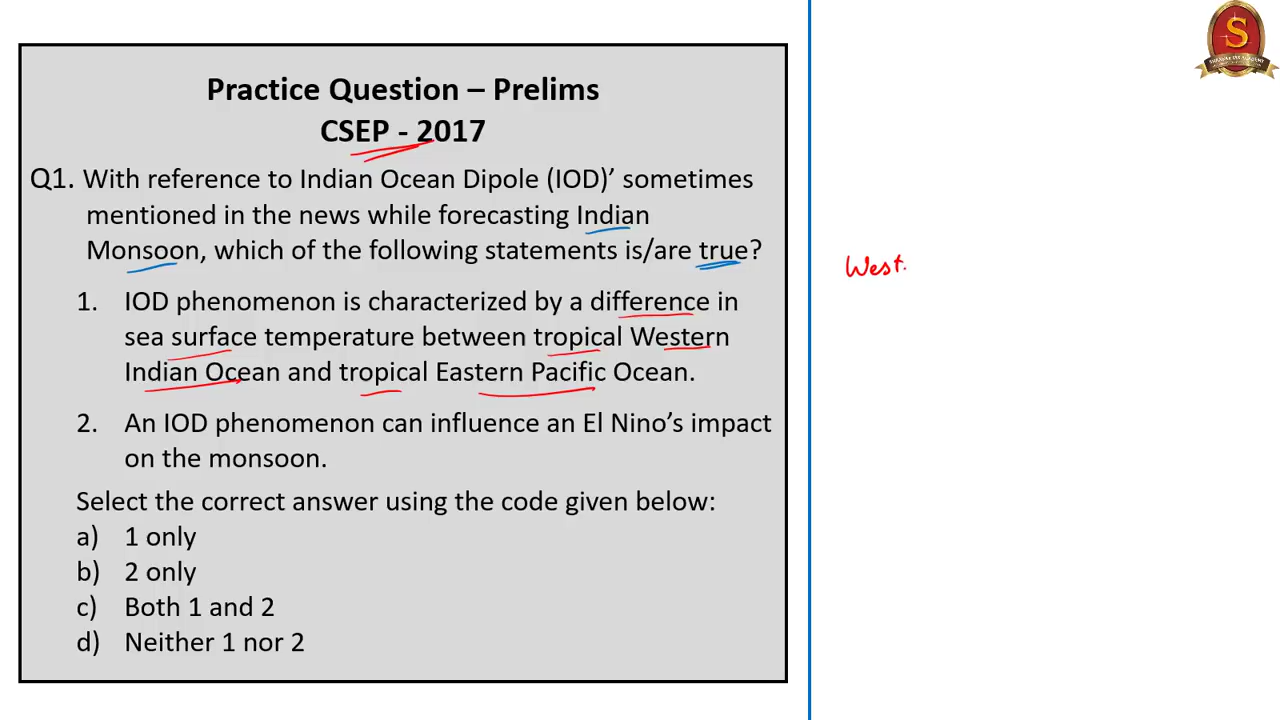 Practice Question – Prelims
CSEP - 2017
Q1. With reference to Indian Ocean Dipole (IOD)’ sometimes
mentioned in the news while forecasting Indian
Monsoon, which of the following statements is/are true?
1. IOD phenomenon is characterized by a difference in
sea surface temperature between tropical Western
Indian Ocean and tropical Eastern Pacific Ocean.
2. An IOD phenomenon can influence an El Nino’s impact
on the monsoon.
Select the correct answer using the code given below:
a) 1 only
b) 2 only
c) Both 1 and 2
d) Neither 1 nor 2
West.
S